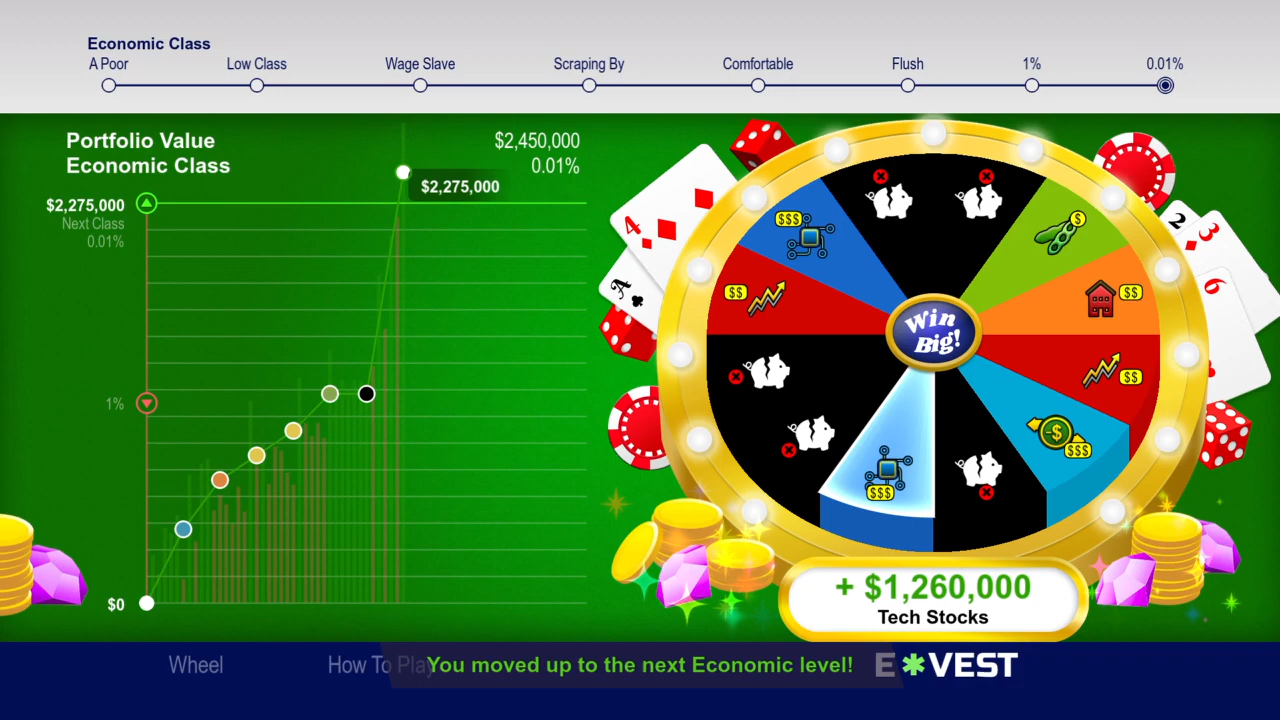 Economic Class
A Poor
Low Class
Wage Slave
Scraping By
Comfortable
Flush
1%
0.01%
Portfolio Value
$2,450,000
Economic Class
0.01%
$2,275,000
$2,275,000
Next Class
0.01%
1%
$0
4
A
2
3
6
$$$
$
$$
$$
$$
$
$$$
$$$
Win
Big!
+ $1,260,000
Tech Stocks
Wheel
How To Play
You moved up to the next Economic level!
E*VEST